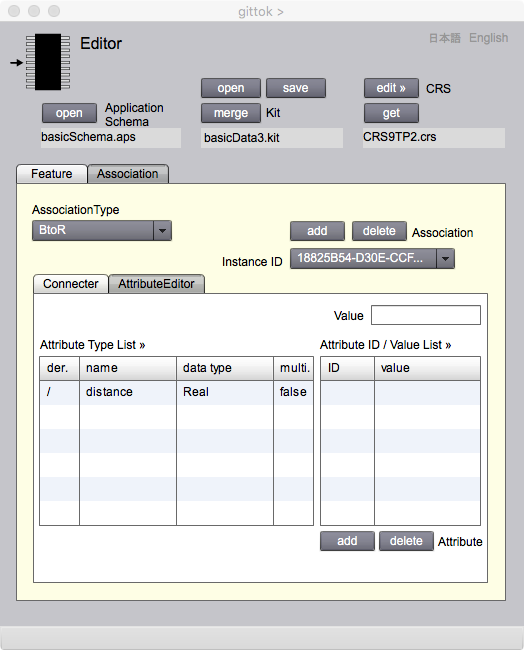 gittok >
Editor
日本語 English
open save edit » CRS
open Application
Schema
merge Kit get
basicSchema.aps basicData3.kit CRS9TP2.crs
Feature Association
AssociationType
BtoR add delete Association
Instance ID 18825B54-D30E-CCF...
Connecter AttributeEditor
Value
Attribute Type List » Attribute ID / Value List »
der. name data type multi. ID value
/ distance Real false
add delete Attribute